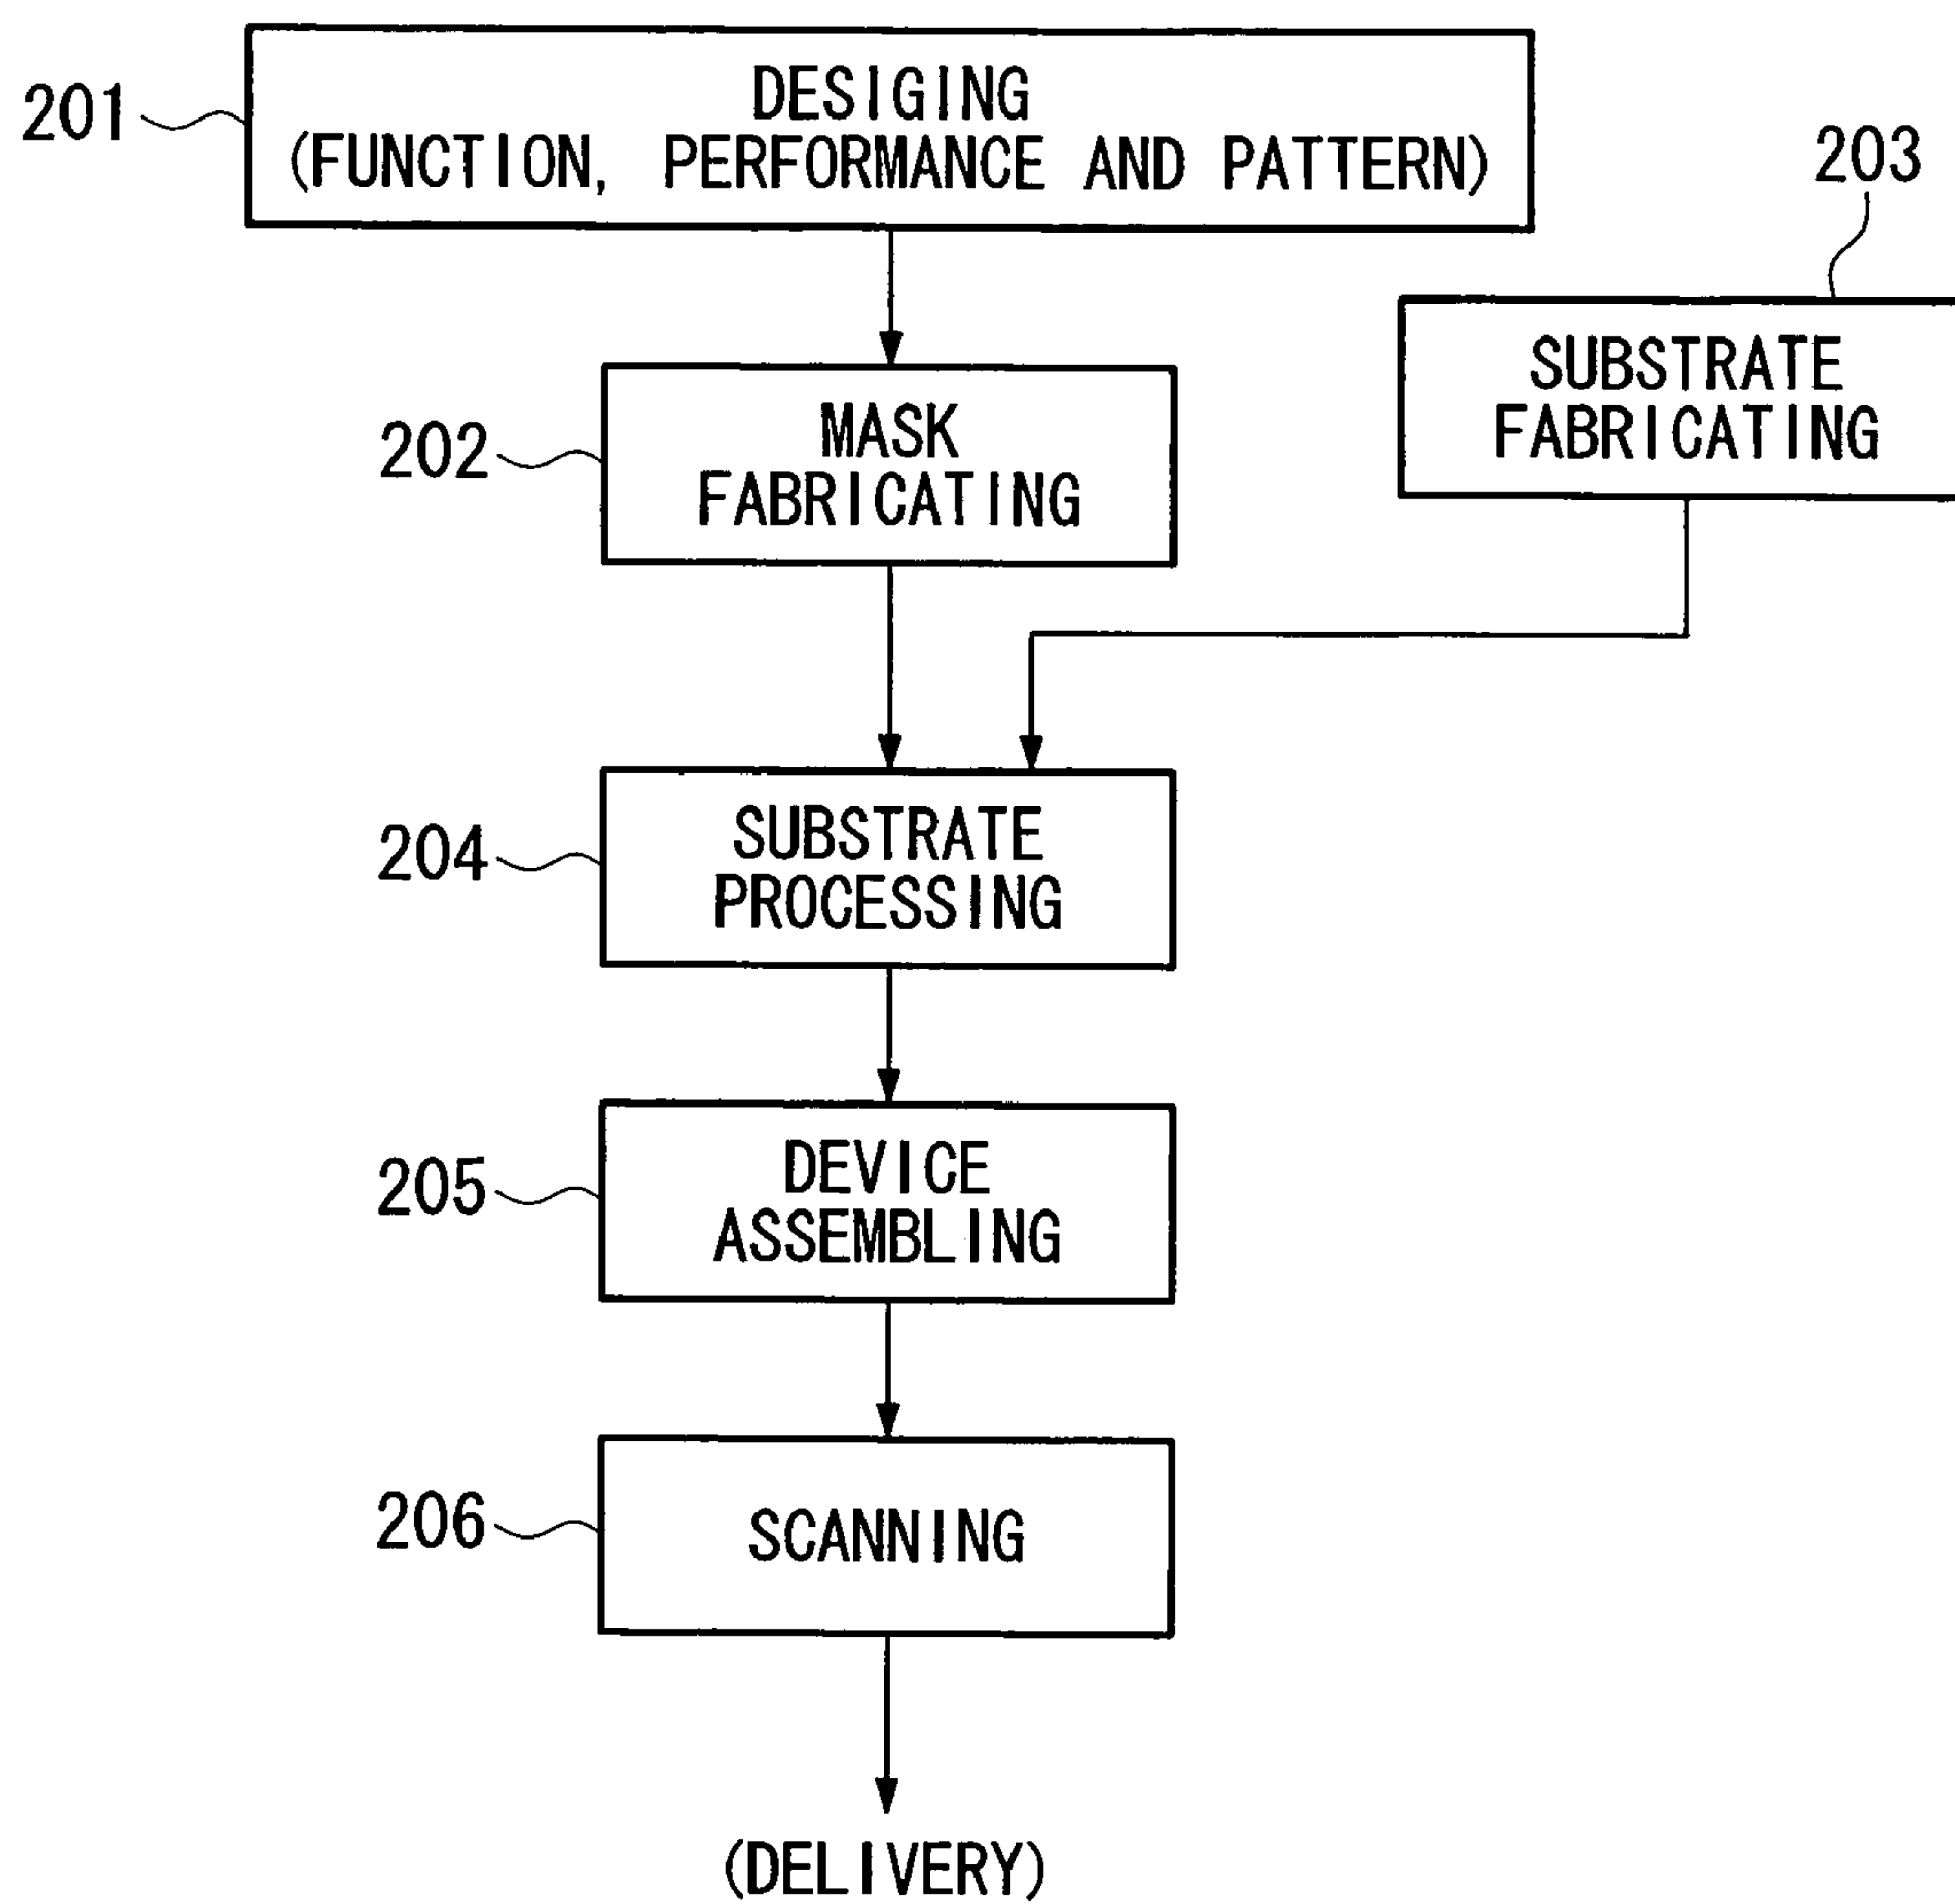 201
DESIGING
(FUNCTION, PERFORMANCE AND PATTERN)
203
SUBSTRATE
FABRICATING
202
MASK
FABRICATING
204
SUBSTRATE
PROCESSING
205
DEVICE
ASSEMBLING
206
SCANNING
(DELIVERY)